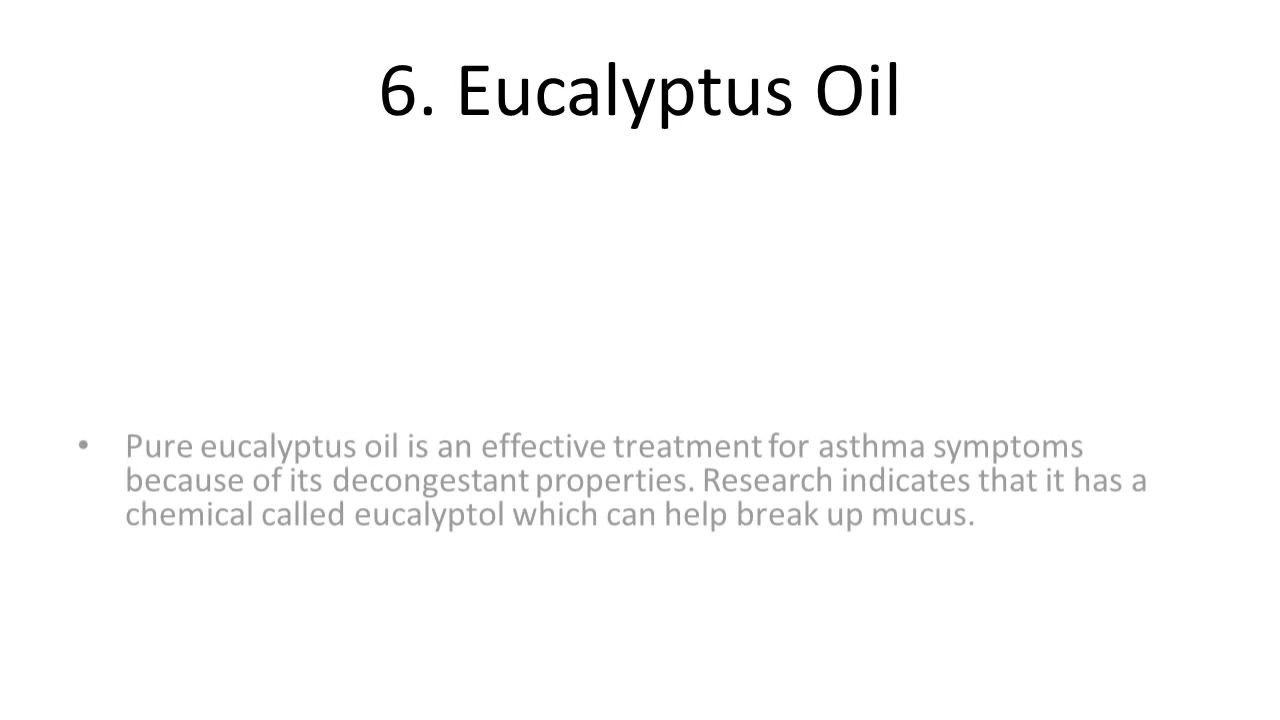 6. Eucalyptus Oil
• Pure eucalyptus oil is an effective treatment for asthma symptoms
because of its decongestant properties. Research indicates that it has a
chemical called eucalyptol which can help break up mucus.